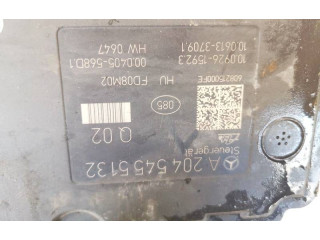 A 204 545 51 32
Steuergerät
Q 02
085
HU FD08M02
00.0405-568D.1
HW 0647
10.0926-1592.3
10.0613-3709.1